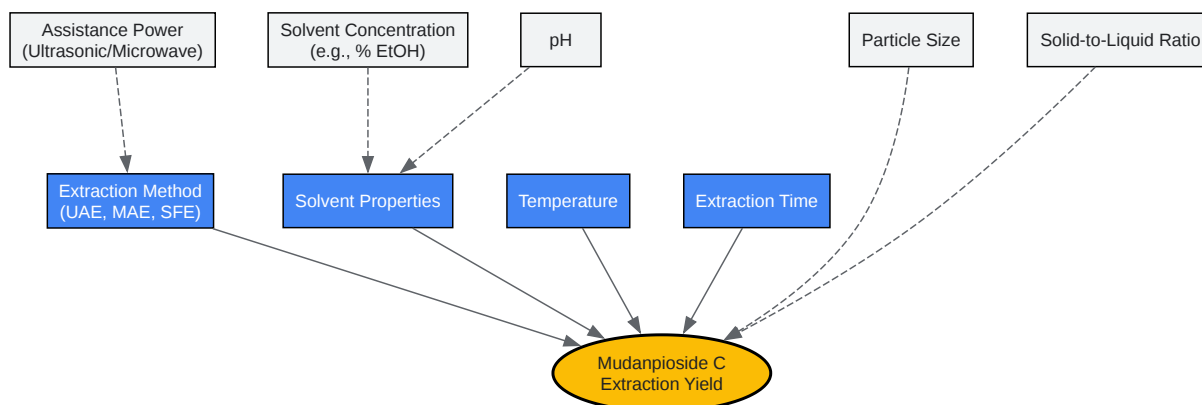 Assistance Power
(Ultrasonic/Microwave)
Solvent Concentration
(e.g., % EtOH)
pH
Particle Size
Solid-to-Liquid Ratio
Extraction Method
(UAE, MAE, SFE)
Solvent Properties
Temperature
Extraction Time
Mudanpioside C
Extraction Yield